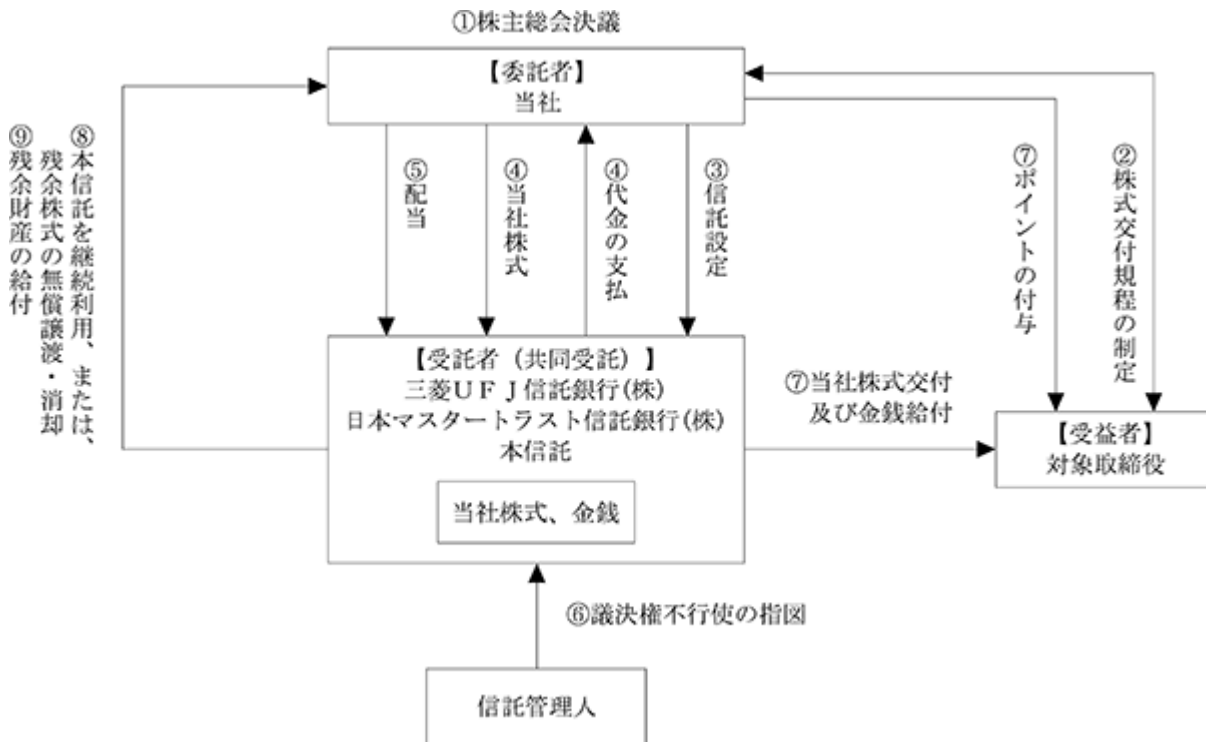 ①株主総会決議
【委託者】
当社
⑧本信託を継続利用、または、
残余株式の無償譲渡・消却
⑨残余財産の給付
⑤配当
④当社株式
④代金の支払
③信託設定
⑦ポイントの付与
②株式交付規程の制定
【受託者（共同受託）】
三菱ＵＦＪ信託銀行(株)
日本マスタートラスト信託銀行(株)
本信託
当社株式、金銭
⑦当社株式交付
及び金銭給付
【受益者】
対象取締役
⑥議決権不行使の指図
信託管理人